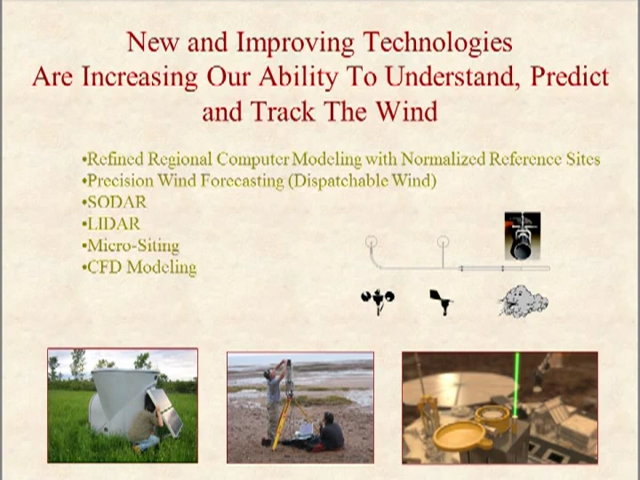 New and Improving Technologies
Are Increasing Our Ability To Understand, Predict
and Track The Wind
•Refined Regional Computer Modeling with Normalized Reference Sites
•Precision Wind Forecasting (Dispatchable Wind)
•SODAR
•LIDAR
•Micro-Siting
•CFD Modeling